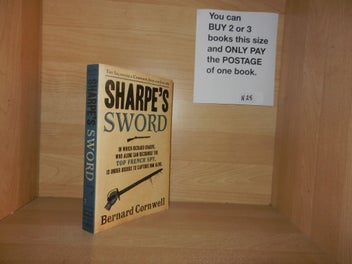 You can
BUY 2 or 3
books this size
and ONLY PAY
the POSTAGE
of one book.
SHARPE'S
SWORD
IN WHICH RICHARD SHARPE,
WHO ALONE CAN RECOGNISE THE
TOP FRENCH SPY,
IS UNDER ORDERS TO CAPTURE HIM ALIVE.
Bernard Cornwell
SHARPE'S
SWORD